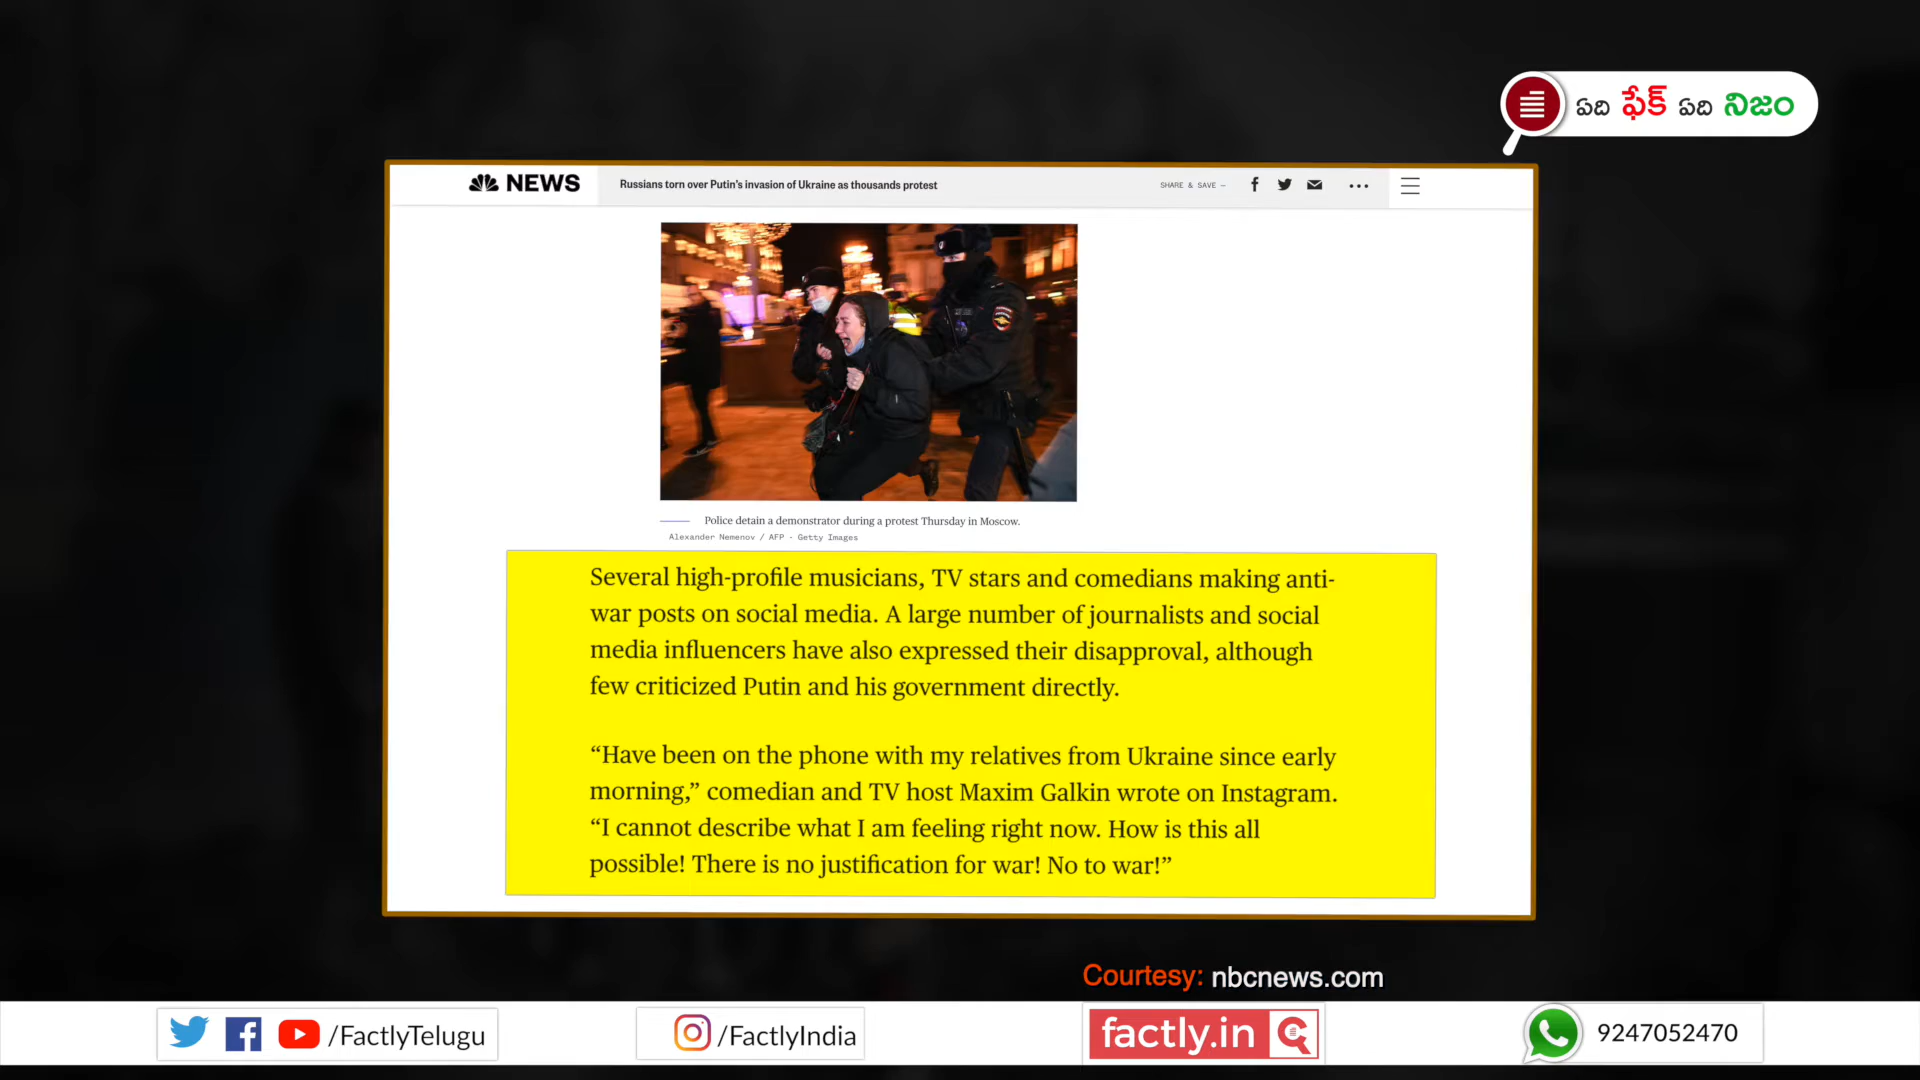 ఏది ఫేక్ ఏది నిజం
NEWS
Russians torn over Putin's invasion of Ukraine as thousands protest
SHARE & SAVE —
Police detain a demonstrator during a protest Thursday in Moscow.
Alexander Nemenov / AFP - Getty Images
Several high-profile musicians, TV stars and comedians making anti-
war posts on social media. A large number of journalists and social
media influencers have also expressed their disapproval, although
few criticized Putin and his government directly.
“Have been on the phone with my relatives from Ukraine since early
morning,” comedian and TV host Maxim Galkin wrote on Instagram.
“I cannot describe what I am feeling right now. How is this all
possible! There is no justification for war! No to war!”
Courtesy: nbcnews.com
/FactlyTelugu
/FactlyIndia
factly.in
9247052470